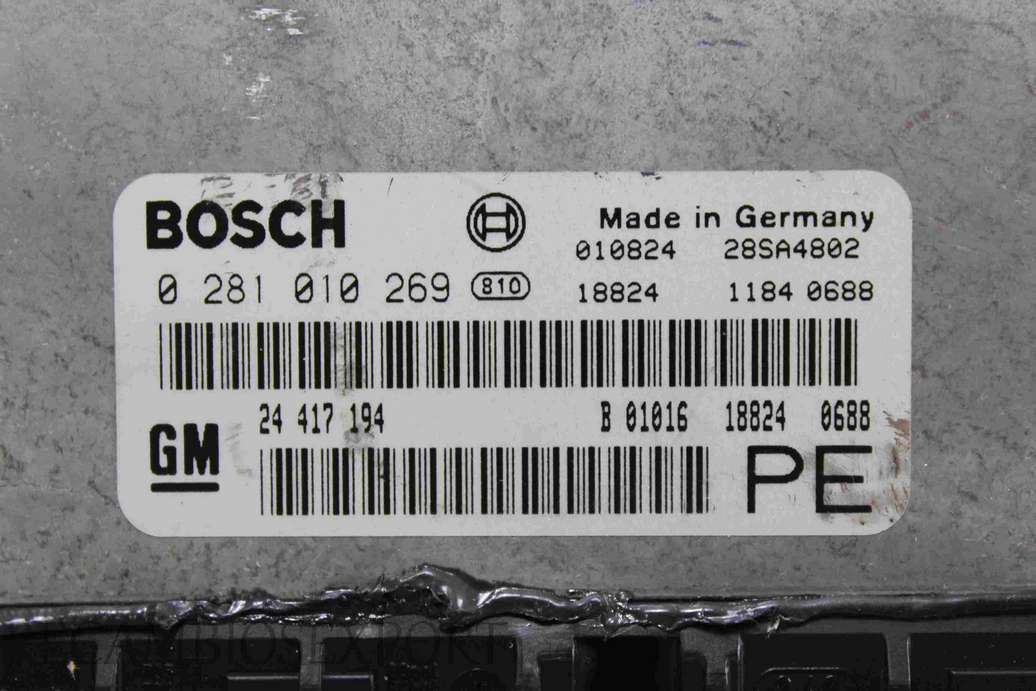 BOSCH
Made in Germany
010824 28SA4802
0 281 010 269 810 18824 1184 0688
24 417 194 B 01016 18824 0688
GM
PE